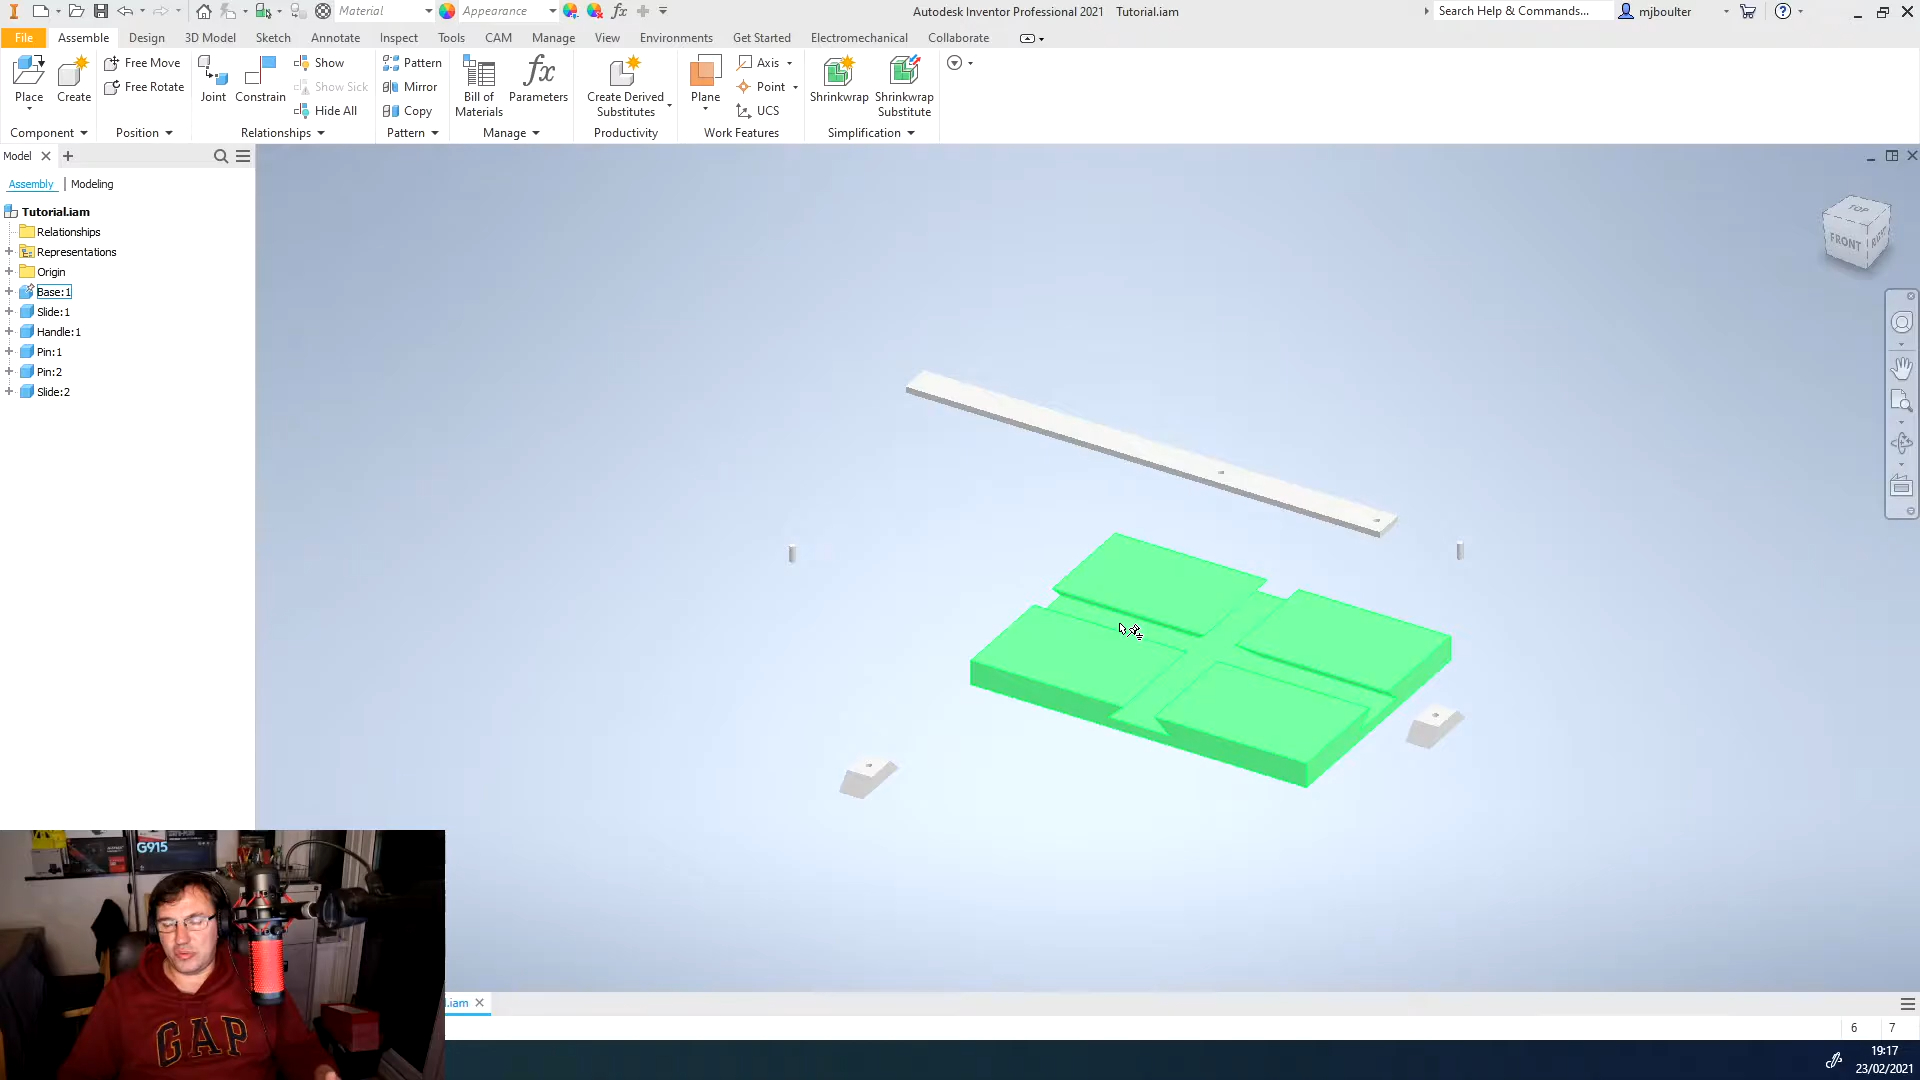 Material
Appearance
fx
Autodesk Inventor Professional 2021 Tutorial.iam
Search Help & Commands...
mjboulter
File Assemble Design 3D Model Sketch Annotate Inspect Tools CAM Manage View Environments Get Started Electromechanical Collaborate
Place
Create
Component
Free Move
Free Rotate
Position
Joint
Constrain
Show
Show Sick
Hide All
Relationships
Pattern
Mirror
Copy
Pattern
Bill of
Materials
fx
Parameters
Manage
Create Derived
Substitutes
Productivity
Plane
Axis
Point
UCS
Work Features
Shrinkwrap
Shrinkwrap
Substitute
Simplification
Model
Assembly | Modeling
Tutorial.iam
Relationships
Representations
Origin
Base:1
Slide:1
Handle:1
Pin:1
Pin:2
Slide:2
TOP
FRONT
RIGHT
G915
GAP
.iam
6 7
19:17
23/02/2021